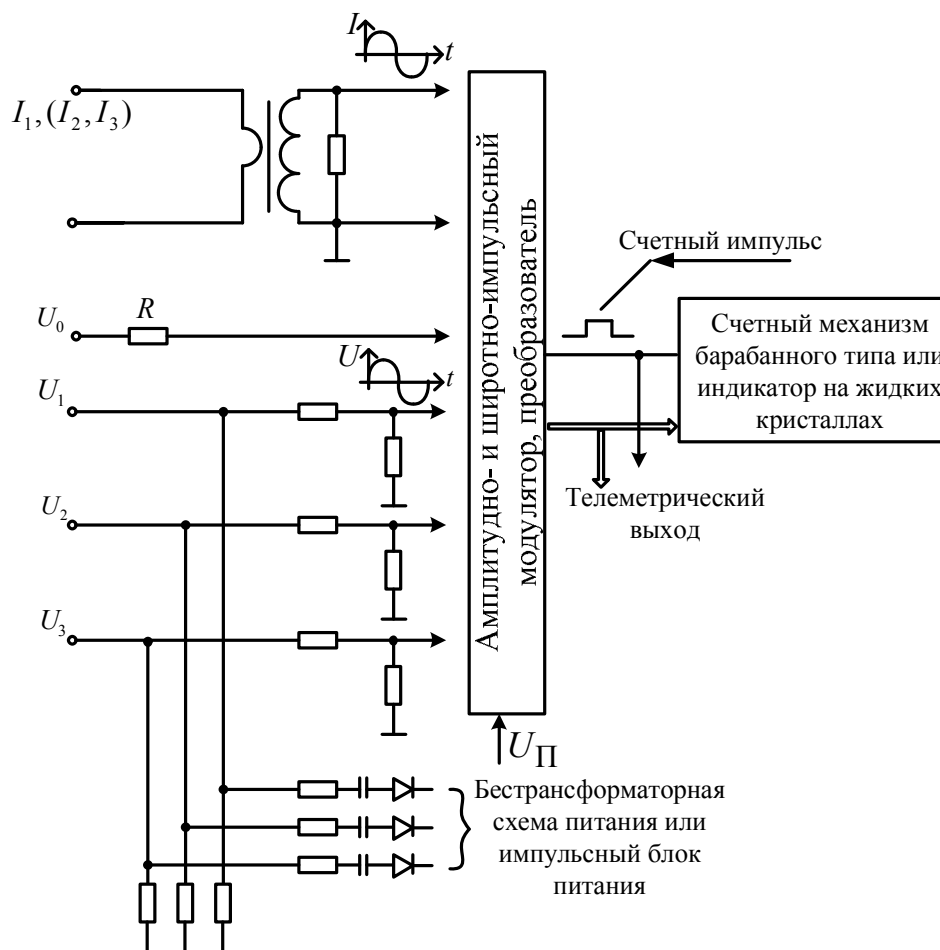 I
t
I₁,(I₂,I₃)
Счетный импульс
U₀
R
Счетный механизм
барабанного типа или
индикатор на жидких
кристаллах
U
t
U₁
Амплитудно- и широтно-импульсный
модулятор, преобразователь
Телеметрический
выход
U₂
U₃
U_П
Бестрансформаторная
схема питания или
импульсный блок
питания